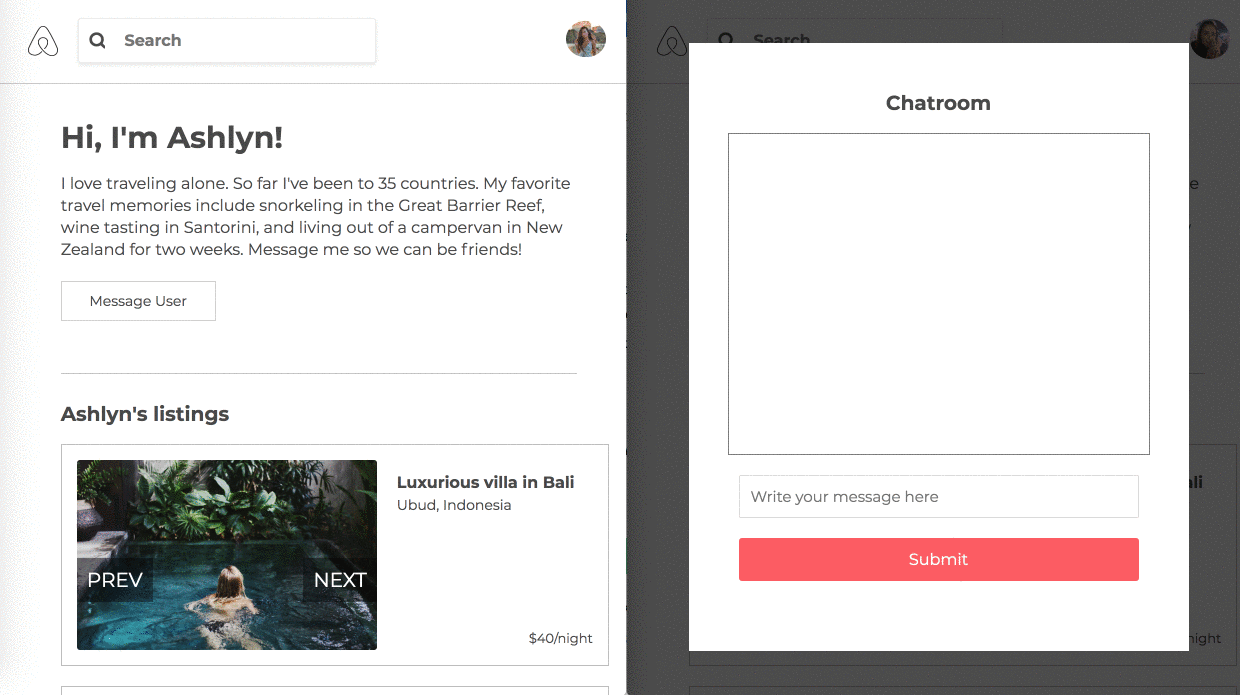 Search
Hi, I'm Ashlyn!
I love traveling alone. So far I've been to 35 countries. My favorite
travel memories include snorkeling in the Great Barrier Reef,
wine tasting in Santorini, and living out of a campervan in New
Zealand for two weeks. Message me so we can be friends!
Message User
Ashlyn's listings
Luxurious villa in Bali
Ubud, Indonesia
PREV
NEXT
$40/night
Search
Chatroom
Write your message here
Submit